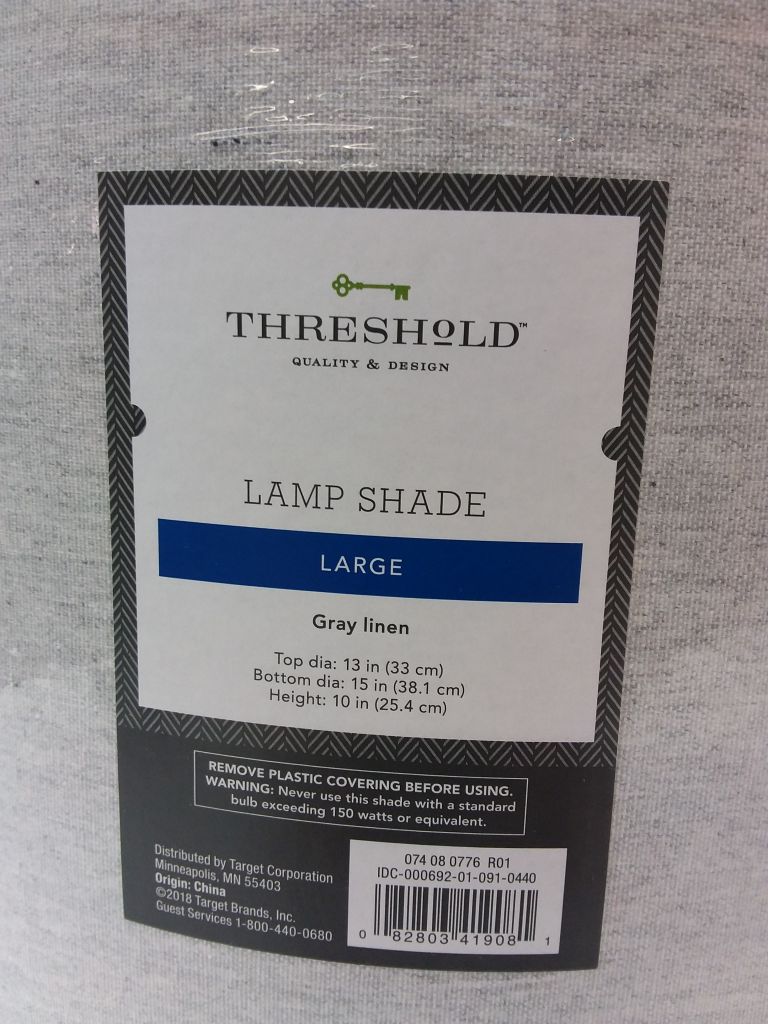 THRESHOLD™
QUALITY & DESIGN
LAMP SHADE
LARGE
Gray linen
Top dia: 13 in (33 cm)
Bottom dia: 15 in (38.1 cm)
Height: 10 in (25.4 cm)
REMOVE PLASTIC COVERING BEFORE USING.
WARNING: Never use this shade with a standard
bulb exceeding 150 watts or equivalent.
Distributed by Target Corporation
Minneapolis, MN 55403
Origin: China
©2018 Target Brands, Inc.
Guest Services 1-800-440-0680
074 08 0776 R01
IDC-000692-01-091-0440
0 82803 41908 1